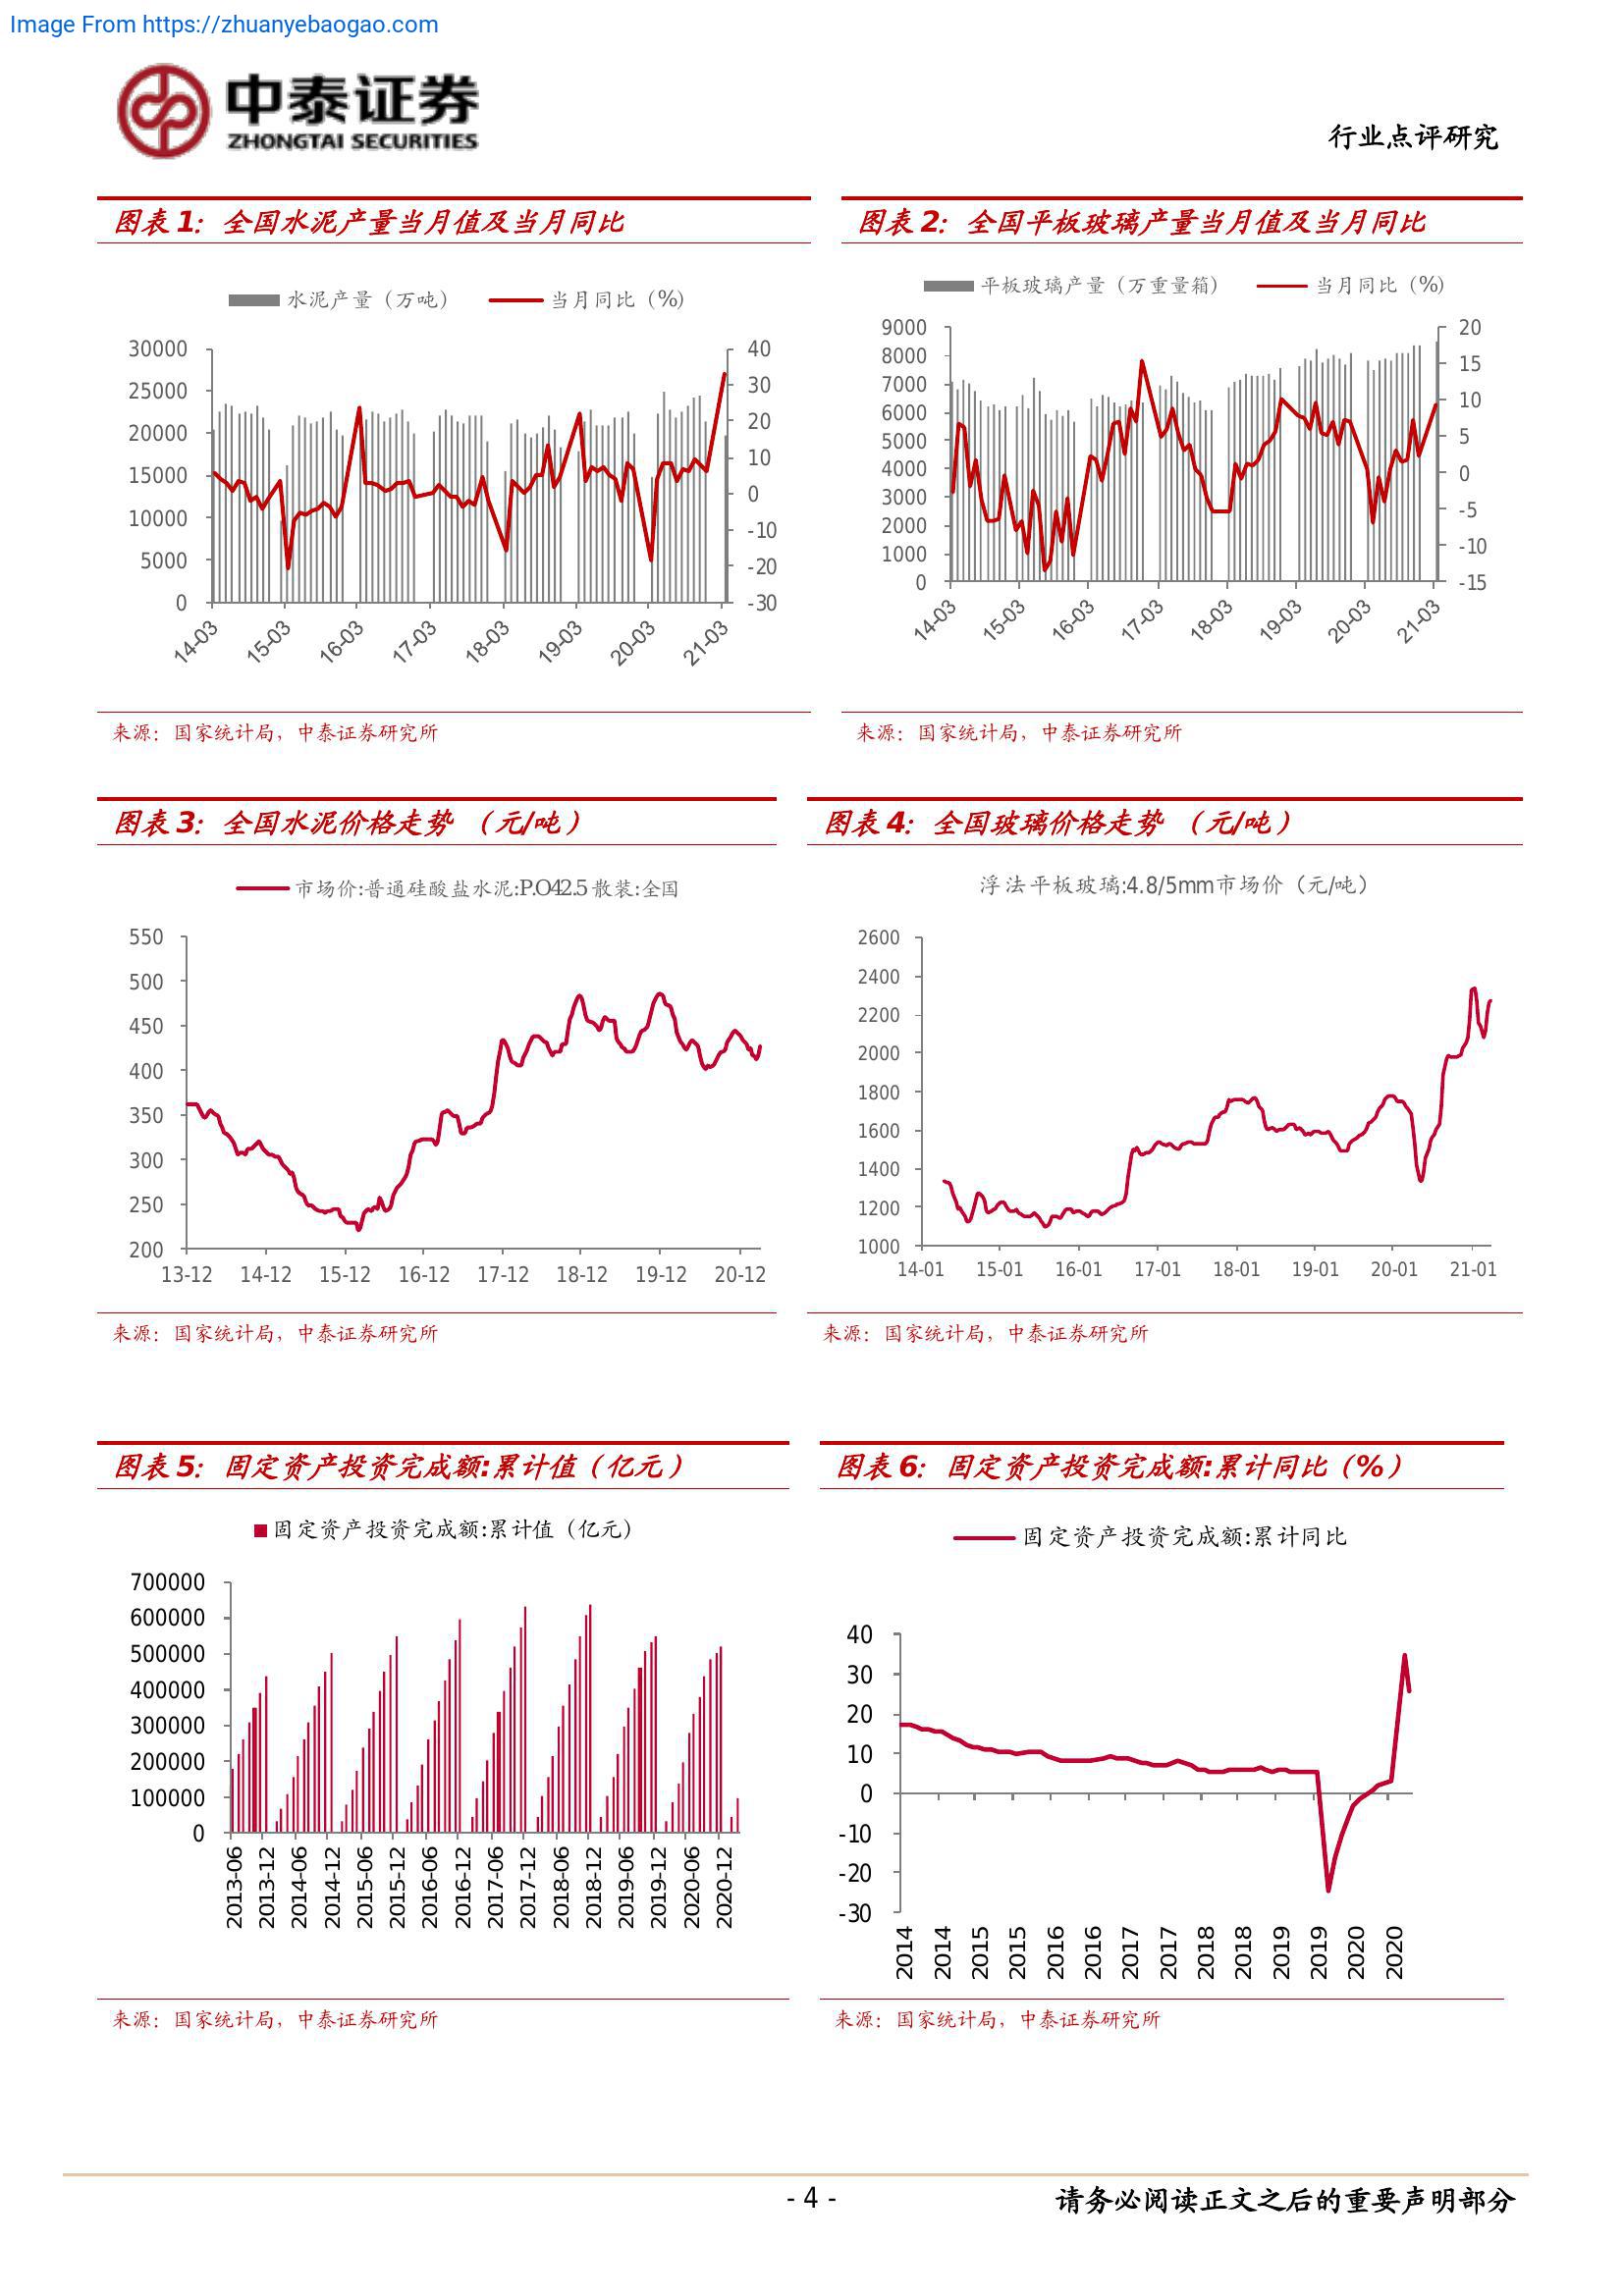 Image From https://zhuanyebaogao.com
中泰证券
ZHONGTAI SECURITIES
行业点评研究
图表 1：全国水泥产量当月值及当月同比
水泥产量（万吨） 当月同比（%）
30000
25000
20000
15000
10000
5000
0
40
30
20
10
0
-10
-20
-30
14-03 15-03 16-03 17-03 18-03 19-03 20-03 21-03
来源：国家统计局，中泰证券研究所
图表 2：全国平板玻璃产量当月值及当月同比
平板玻璃产量（万重量箱） 当月同比（%）
9000
8000
7000
6000
5000
4000
3000
2000
1000
0
20
15
10
5
0
-5
-10
-15
14-03 15-03 16-03 17-03 18-03 19-03 20-03 21-03
来源：国家统计局，中泰证券研究所
图表 3：全国水泥价格走势 （元/吨）
市场价:普通硅酸盐水泥:P.O42.5 散装:全国
550
500
450
400
350
300
250
200
13-12 14-12 15-12 16-12 17-12 18-12 19-12 20-12
来源：国家统计局，中泰证券研究所
图表 4：全国玻璃价格走势 （元/吨）
浮法平板玻璃:4.8/5mm市场价（元/吨）
2600
2400
2200
2000
1800
1600
1400
1200
1000
14-01 15-01 16-01 17-01 18-01 19-01 20-01 21-01
来源：国家统计局，中泰证券研究所
图表 5：固定资产投资完成额:累计值（亿元）
固定资产投资完成额:累计值（亿元）
700000
600000
500000
400000
300000
200000
100000
0
2013-06 2013-12 2014-06 2014-12 2015-06 2015-12 2016-06 2016-12 2017-06 2017-12 2018-06 2018-12 2019-06 2019-12 2020-06 2020-12
来源：国家统计局，中泰证券研究所
图表 6：固定资产投资完成额:累计同比（%）
固定资产投资完成额:累计同比
40
30
20
10
0
-10
-20
-30
2014 2014 2015 2015 2016 2016 2017 2017 2018 2018 2019 2019 2020 2020
来源：国家统计局，中泰证券研究所
- 4 -
请务必阅读正文之后的重要声明部分